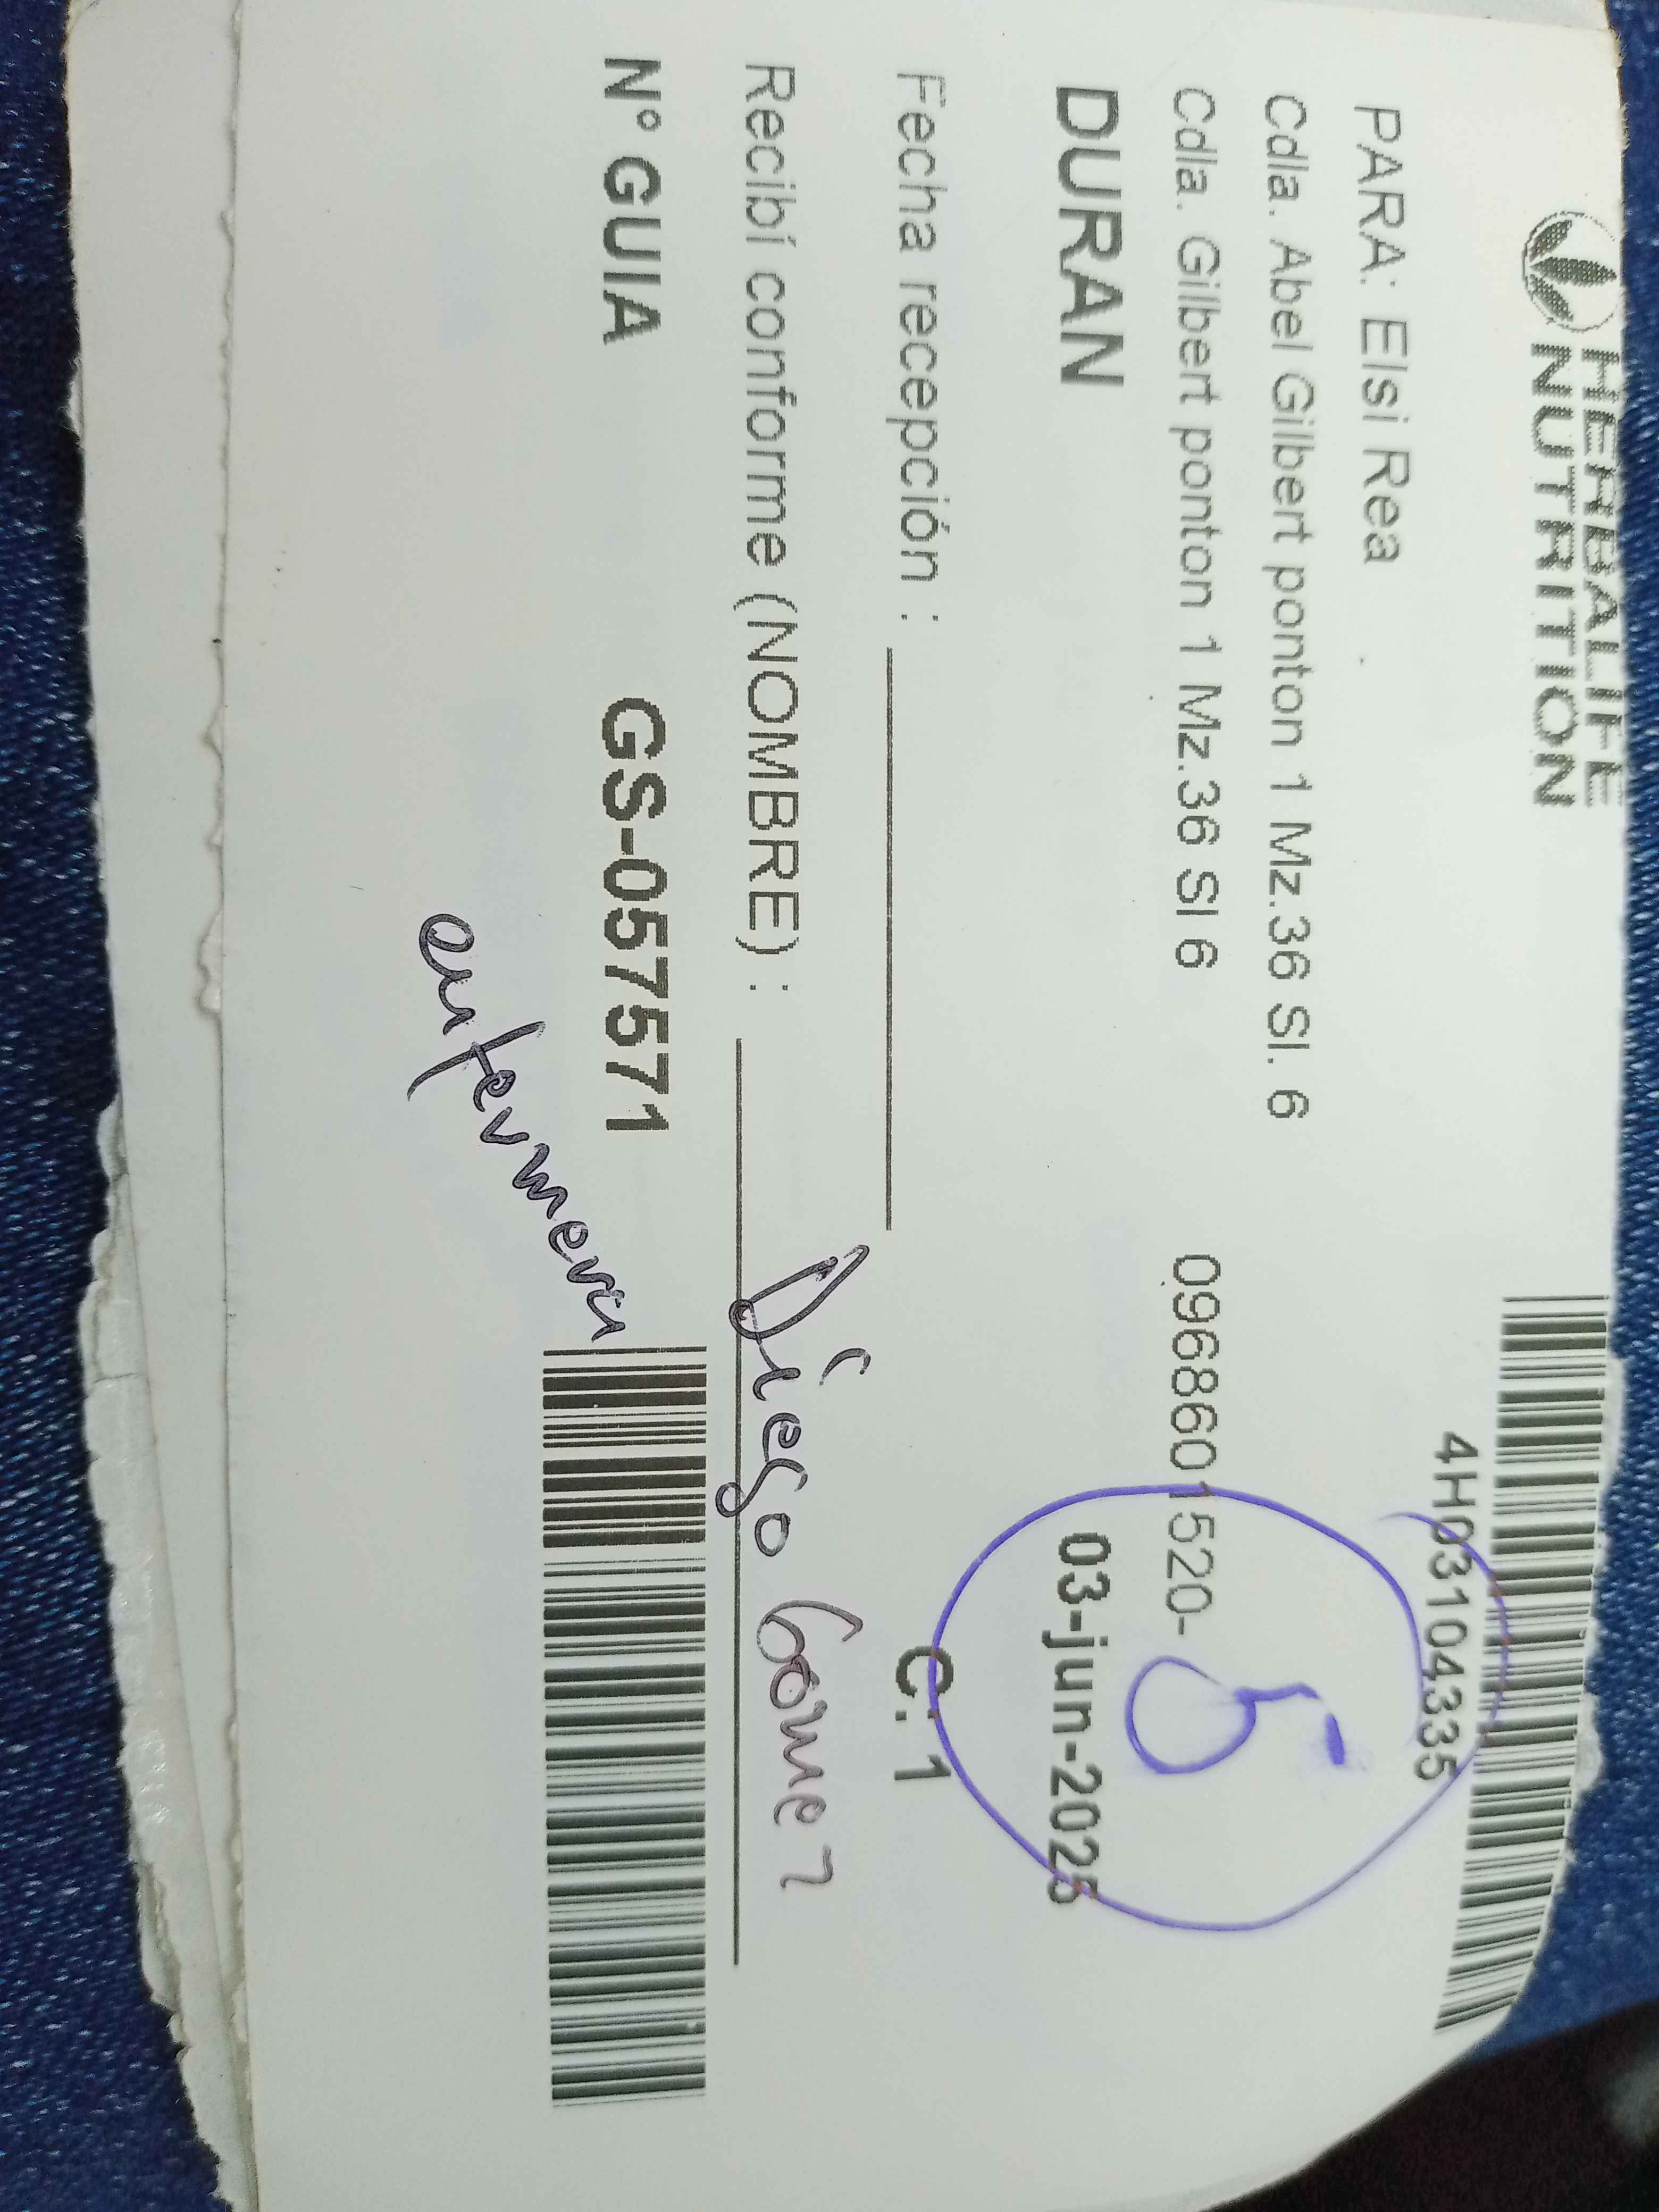 HERBALIFE
NUTRITION
4H03104335
PARA: Elsi Rea
Cdla. Abel Gilbert ponton 1 Mz.36 Sl. 6
Cdla. Gilbert ponton 1 Mz.36 Sl 6 0968601520-
5
DURAN 03-jun-2025
Fecha recepción : C: 1
Recibí conforme (NOMBRE) : Diego Gomez
N° GUIA GS-057571
enfermera